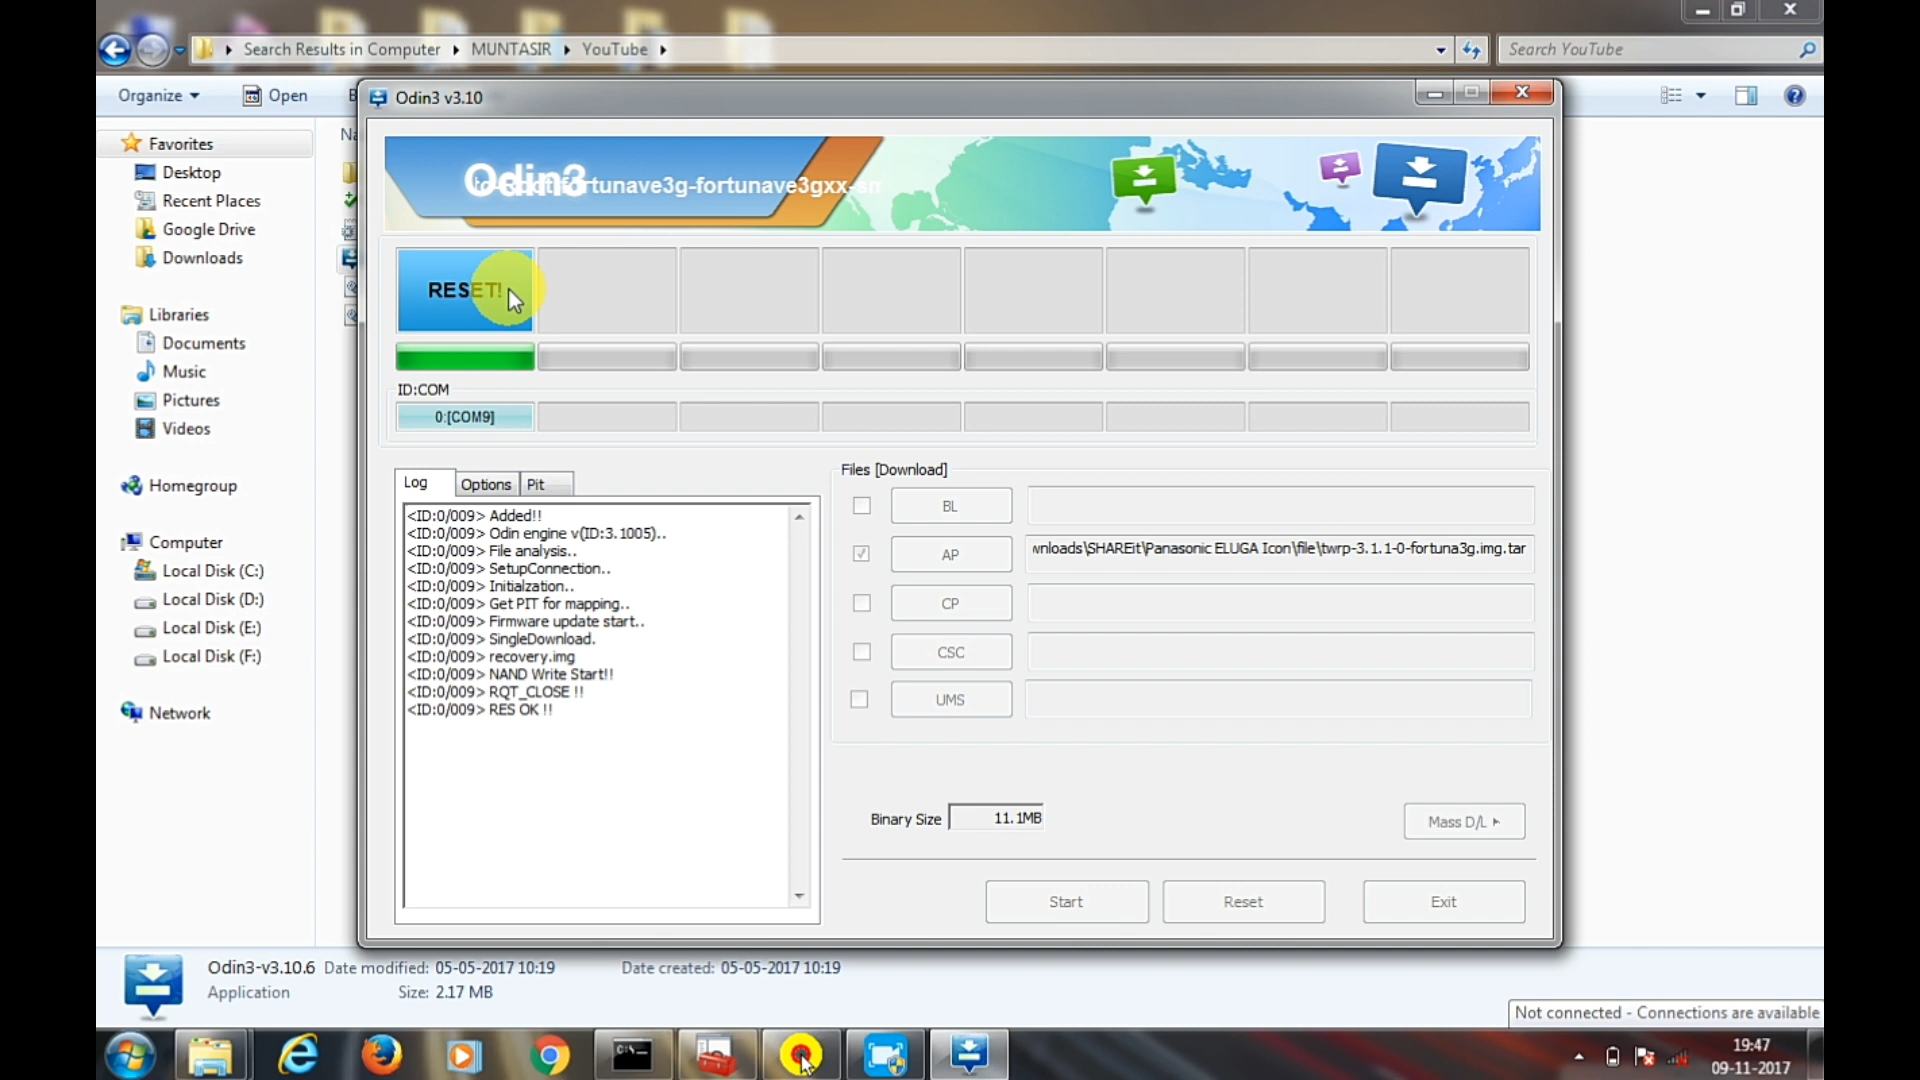 Search Results in Computer
MUNTASIR
YouTube
Search YouTube
Organize
Open
Odin3 v3.10
Favorites
Desktop
Recent Places
Google Drive
Downloads
Libraries
Documents
Music
Pictures
Videos
Homegroup
Computer
Local Disk (C:)
Local Disk (D:)
Local Disk (E:)
Local Disk (F:)
Network
Odin3
RESET!
ID:COM
0:[COM9]
Log
Options
Pit
<ID:0/009> Added!!
<ID:0/009> Odin engine v(ID:3.1005)..
<ID:0/009> File analysis..
<ID:0/009> SetupConnection..
<ID:0/009> Initialzation..
<ID:0/009> Get PIT for mapping..
<ID:0/009> Firmware update start..
<ID:0/009> SingleDownload.
<ID:0/009> recovery.img
<ID:0/009> NAND Write Start!!
<ID:0/009> RQT_CLOSE !!
<ID:0/009> RES OK !!
Files [Download]
BL
AP
wnloads\SHAREit\Panasonic ELUGA Icon\file\twrp-3.1.1-0-fortuna3g.img.tar
CP
CSC
UMS
Binary Size
11.1MB
Mass D/L
Start
Reset
Exit
Odin3-v3.10.6 Date modified: 05-05-2017 10:19
Date created: 05-05-2017 10:19
Application
Size: 2.17 MB
Not connected - Connections are available
19:47
09-11-2017